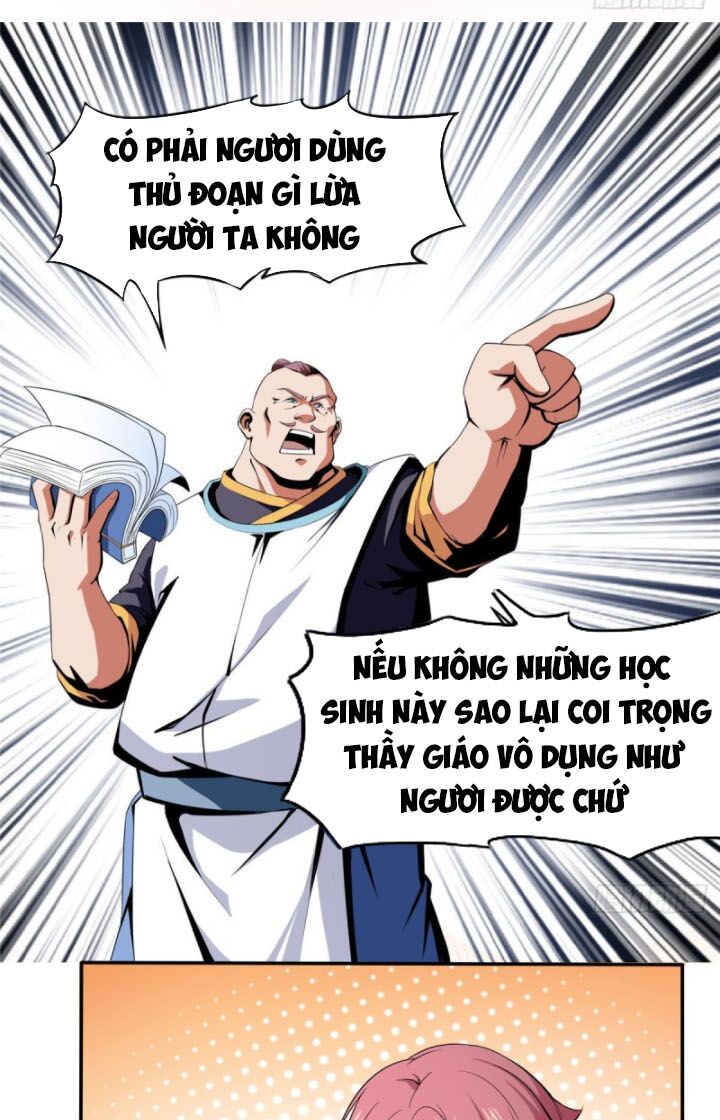 CÓ PHẢI NGƯƠI DÙNG
THỦ ĐOẠN GÌ LỪA
NGƯỜI TA KHÔNG
NẾU KHÔNG NHỮNG HỌC
SINH NÀY SAO LẠI COI TRỌNG
THẦY GIÁO VÔ DỤNG NHƯ
NGƯƠI ĐƯỢC CHỨ